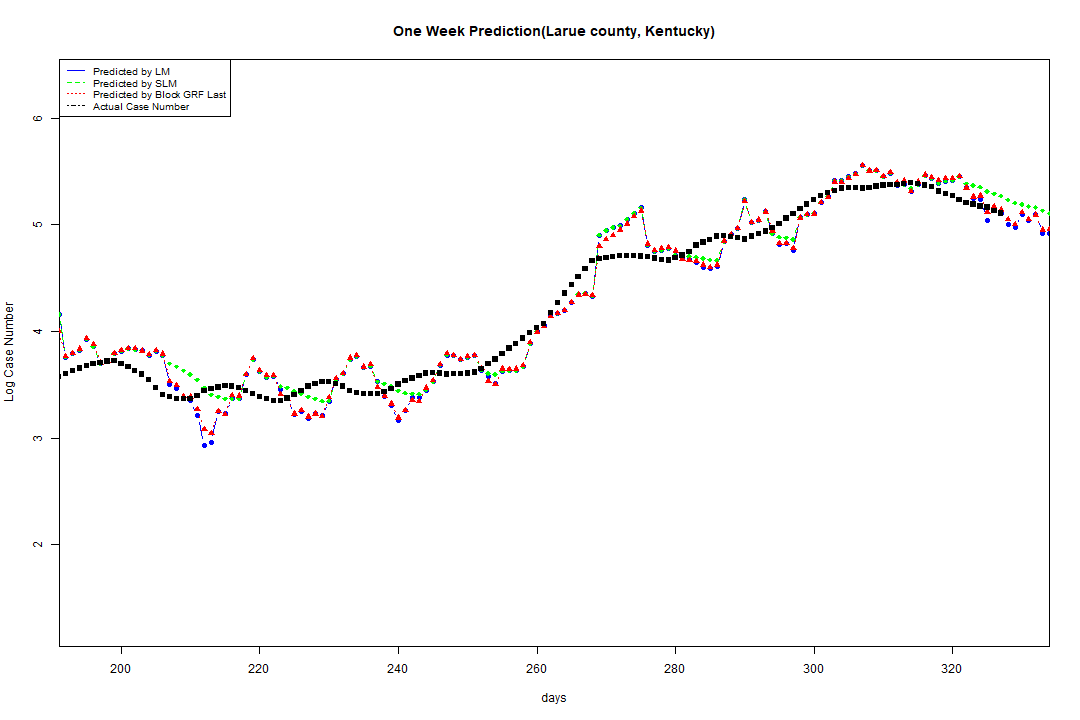 One Week Prediction(Larue county, Kentucky)
Predicted by LM
Predicted by SLM
Predicted by Block GRF Last
Actual Case Number
6
5
4
3
2
Log Case Number
200 220 240 260 280 300 320
days